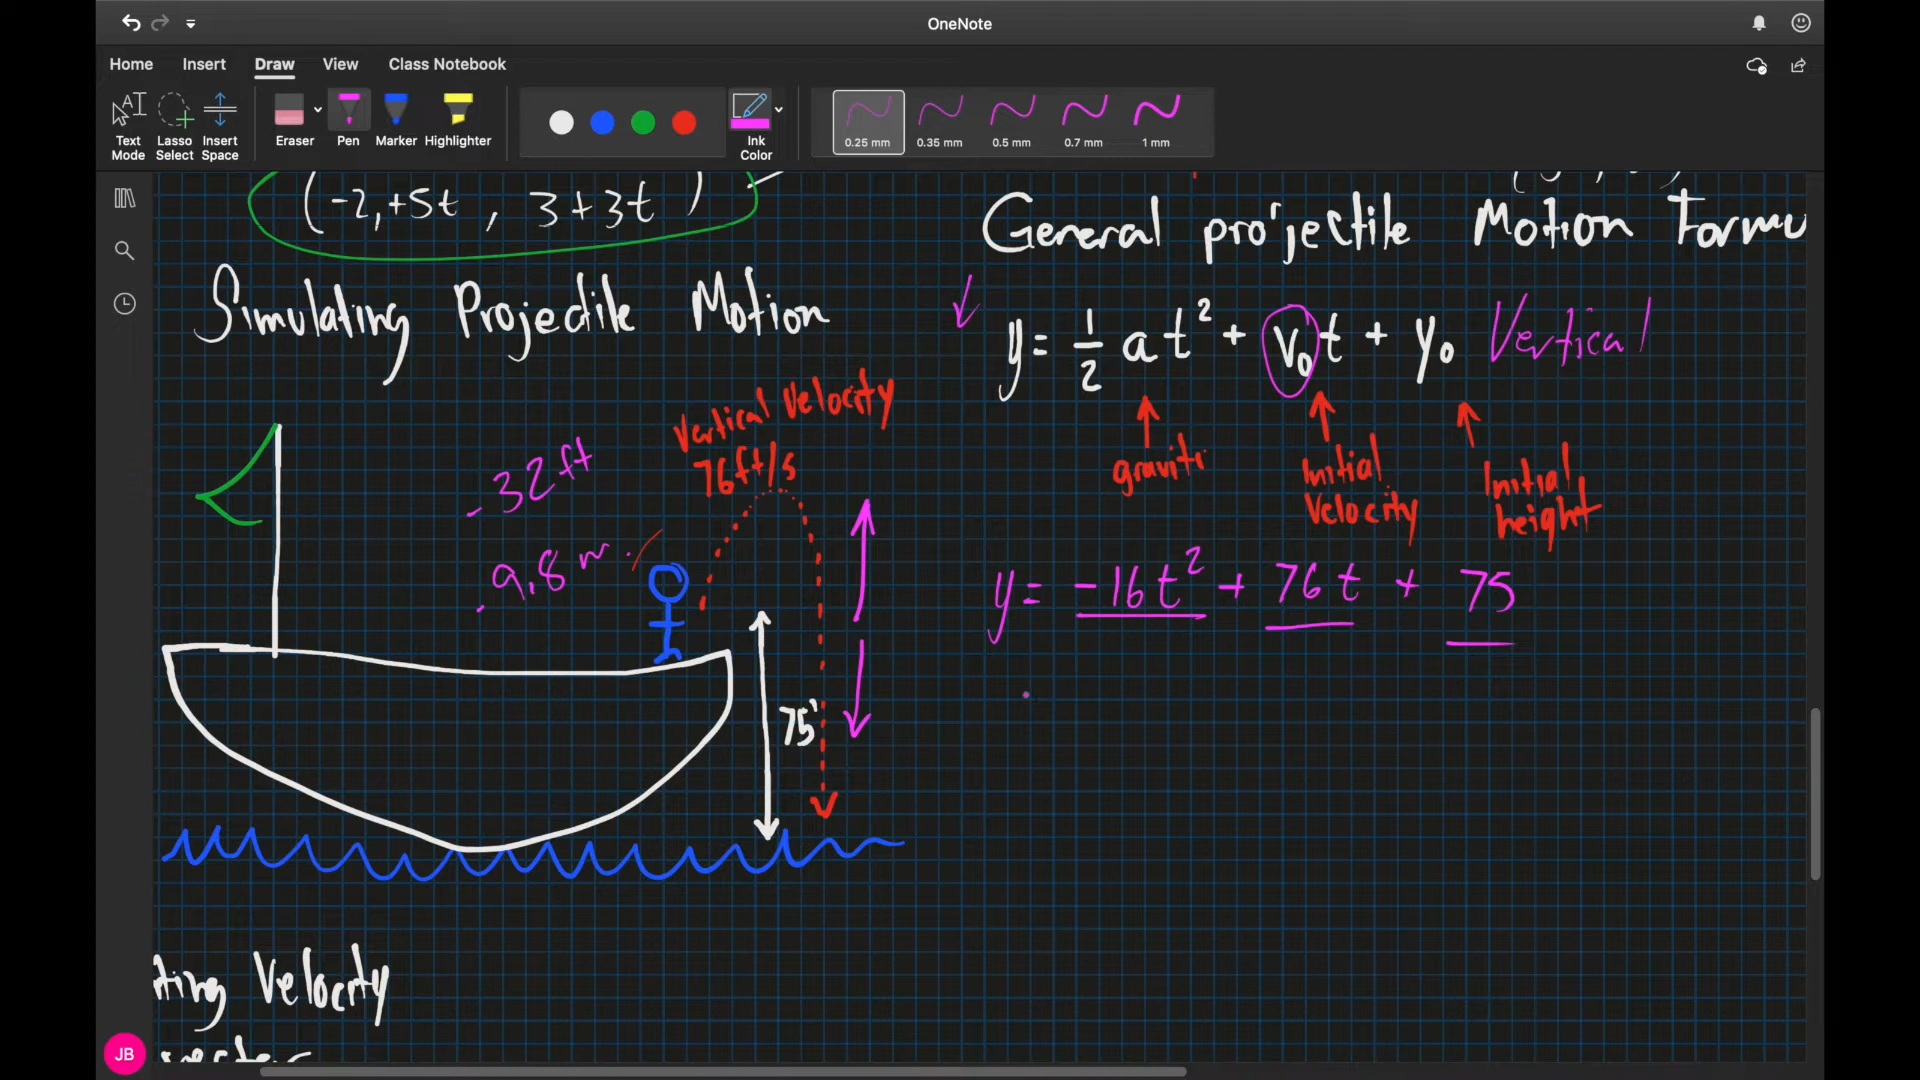 OneNote
Home Insert Draw View Class Notebook
Text Mode
Lasso Select
Insert Space
Eraser
Pen
Marker
Highlighter
Ink Color
0.25 mm
0.35 mm
0.5 mm
0.7 mm
1 mm
(-2,+5t , 3+3t )
General projectile Motion Formu
Simulating Projectile Motion
y= 1/2 at² + v₀t + y₀ Vertical
graviti
Initial Velocity
Initial height
Vertical Velocity
76ft/s
-32 ft
-9.8 m
y= -16t² + 76t + 75
75'
ting Velocity
JB